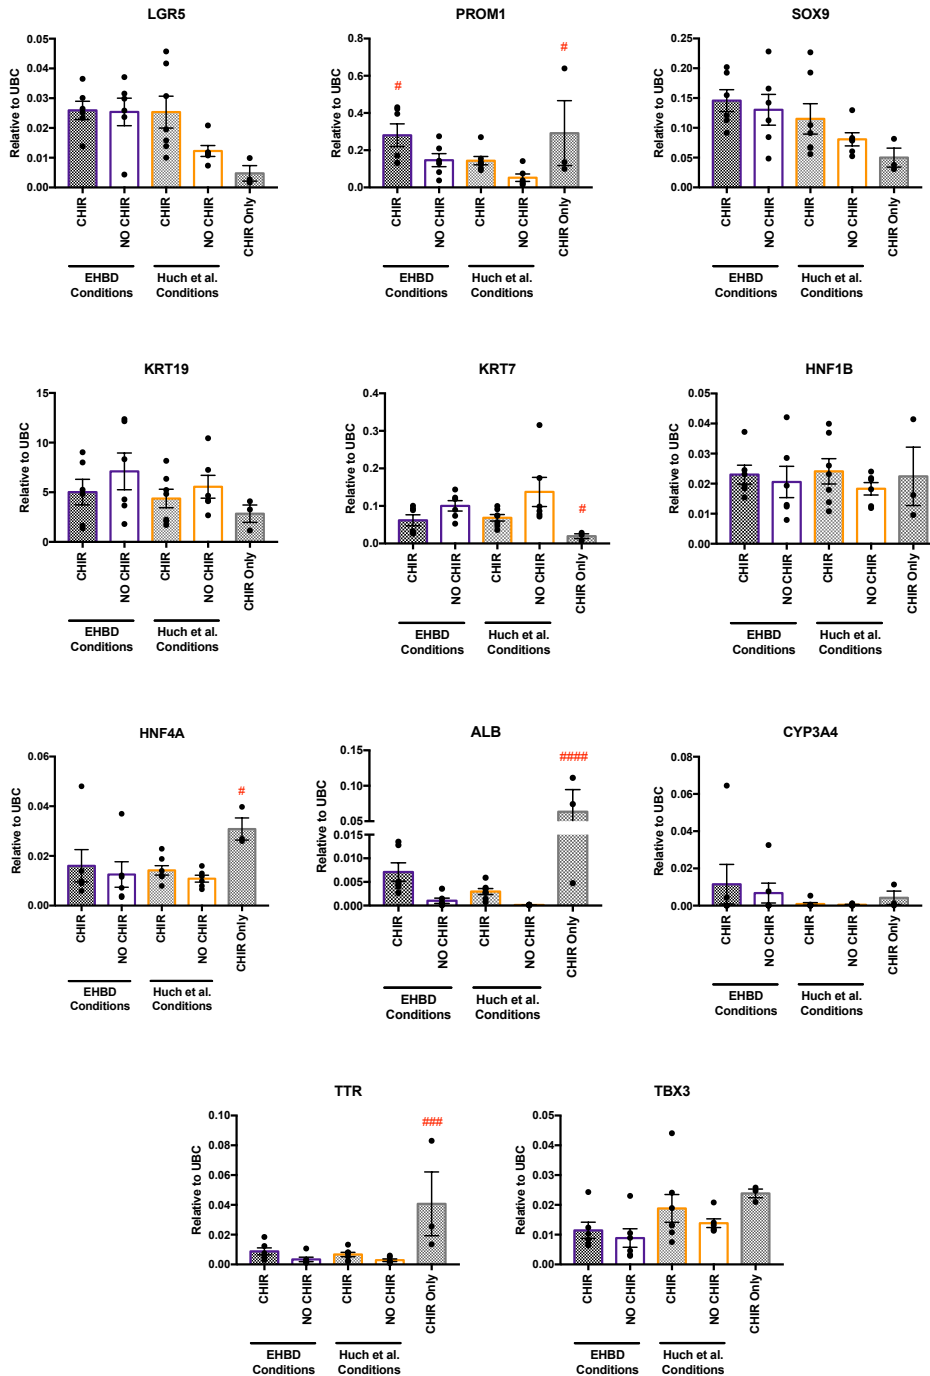 LGR5
Relative to UBC
0.05
0.04
0.03
0.02
0.01
0.00
CHIR
NO CHIR
CHIR
NO CHIR
CHIR Only
EHBD
Conditions
Huch et al.
Conditions
PROM1
Relative to UBC
0.8
0.6
0.4
0.2
0.0
#
#
CHIR
NO CHIR
CHIR
NO CHIR
CHIR Only
EHBD
Conditions
Huch et al.
Conditions
SOX9
Relative to UBC
0.25
0.20
0.15
0.10
0.05
0.00
CHIR
NO CHIR
CHIR
NO CHIR
CHIR Only
EHBD
Conditions
Huch et al.
Conditions
KRT19
Relative to UBC
15
10
5
0
CHIR
NO CHIR
CHIR
NO CHIR
CHIR Only
EHBD
Conditions
Huch et al.
Conditions
KRT7
Relative to UBC
0.4
0.3
0.2
0.1
0.0
#
CHIR
NO CHIR
CHIR
NO CHIR
CHIR Only
EHBD
Conditions
Huch et al.
Conditions
HNF1B
Relative to UBC
0.05
0.04
0.03
0.02
0.01
0.00
CHIR
NO CHIR
CHIR
NO CHIR
CHIR Only
EHBD
Conditions
Huch et al.
Conditions
HNF4A
Relative to UBC
0.06
0.04
0.02
0.00
#
CHIR
NO CHIR
CHIR
NO CHIR
CHIR Only
EHBD
Conditions
Huch et al.
Conditions
ALB
Relative to UBC
0.15
0.10
0.05
0.015
0.010
0.005
0.000
####
CHIR
NO CHIR
CHIR
NO CHIR
CHIR Only
EHBD
Conditions
Huch et al.
Conditions
CYP3A4
Relative to UBC
0.08
0.06
0.04
0.02
0.00
CHIR
NO CHIR
CHIR
NO CHIR
CHIR Only
EHBD
Conditions
Huch et al.
Conditions
TTR
Relative to UBC
0.10
0.08
0.06
0.04
0.02
0.00
###
CHIR
NO CHIR
CHIR
NO CHIR
CHIR Only
EHBD
Conditions
Huch et al.
Conditions
TBX3
Relative to UBC
0.05
0.04
0.03
0.02
0.01
0.00
CHIR
NO CHIR
CHIR
NO CHIR
CHIR Only
EHBD
Conditions
Huch et al.
Conditions